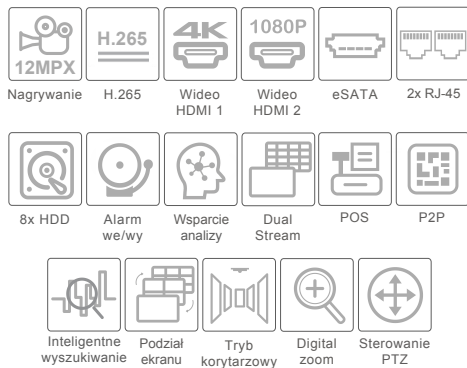 12MPX
H.265
4K
1080P
Nagrywanie
H.265
Wideo
HDMI 1
Wideo
HDMI 2
eSATA
2x RJ-45
8x HDD
Alarm
we/wy
Wsparcie
analizy
Dual
Stream
POS
P2P
Inteligentne
wyszukiwanie
Podział
ekranu
Tryb
korytarzowy
Digital
zoom
Sterowanie
PTZ